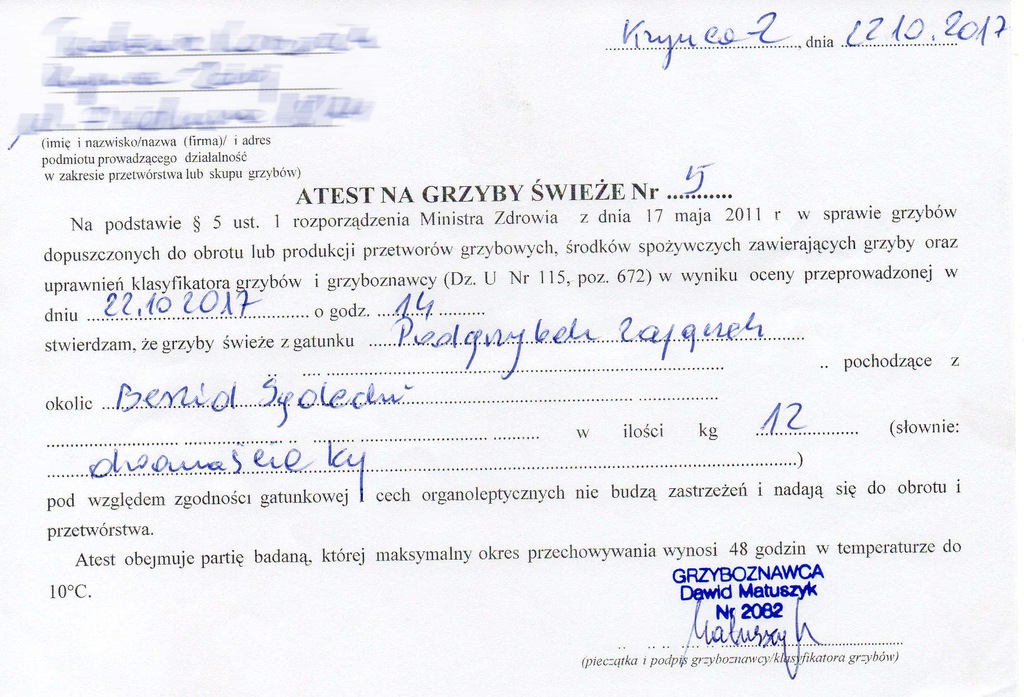 Krynica-Z, dnia 22.10.2017
(imię i nazwisko/nazwa (firma)/ i adres
podmiotu prowadzącego działalność
w zakresie przetwórstwa lub skupu grzybów)
ATEST NA GRZYBY ŚWIEŻE Nr ...5...
Na podstawie § 5 ust. 1 rozporządzenia Ministra Zdrowia z dnia 17 maja 2011 r w sprawie grzybów
dopuszczonych do obrotu lub produkcji przetworów grzybowych, środków spożywczych zawierających grzyby oraz
uprawnień klasyfikatora grzybów i grzyboznawcy (Dz. U Nr 115, poz. 672) w wyniku oceny przeprowadzonej w
dniu 22.10.2017 o godz. 14
stwierdzam, że grzyby świeże z gatunku Podgrzybek zajączek
pochodzące z
okolic Beskid Sądecki
w ilości kg 12 (słownie:
dwanaście kg)
pod względem zgodności gatunkowej i cech organoleptycznych nie budzą zastrzeżeń i nadają się do obrotu i
przetwórstwa.
Atest obejmuje partię badaną, której maksymalny okres przechowywania wynosi 48 godzin w temperaturze do
10°C.
GRZYBOZNAWCA
Dawid Matuszyk
Nr 2082
Matuszyk
(pieczątka i podpis grzyboznawcy/klasyfikatora grzybów)